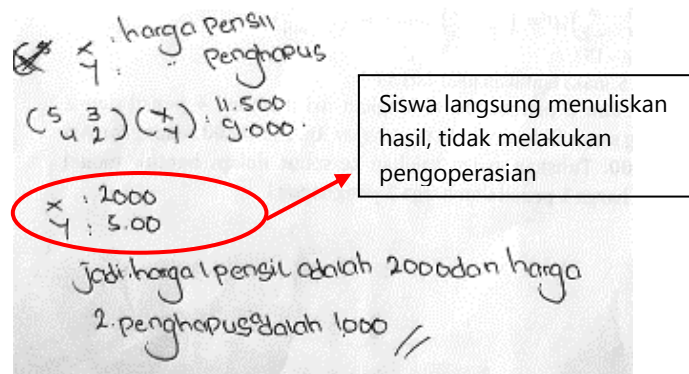 x : harga pensil
y : " Penghapus
(5 3 4 2) (x y) : 11.500 9.000.
x : 2000
y : 5.00
Siswa langsung menuliskan
hasil, tidak melakukan
pengoperasian
jadi harga 1 pensil adalah 2000 dan harga
2 penghapus adalah 1.000 //